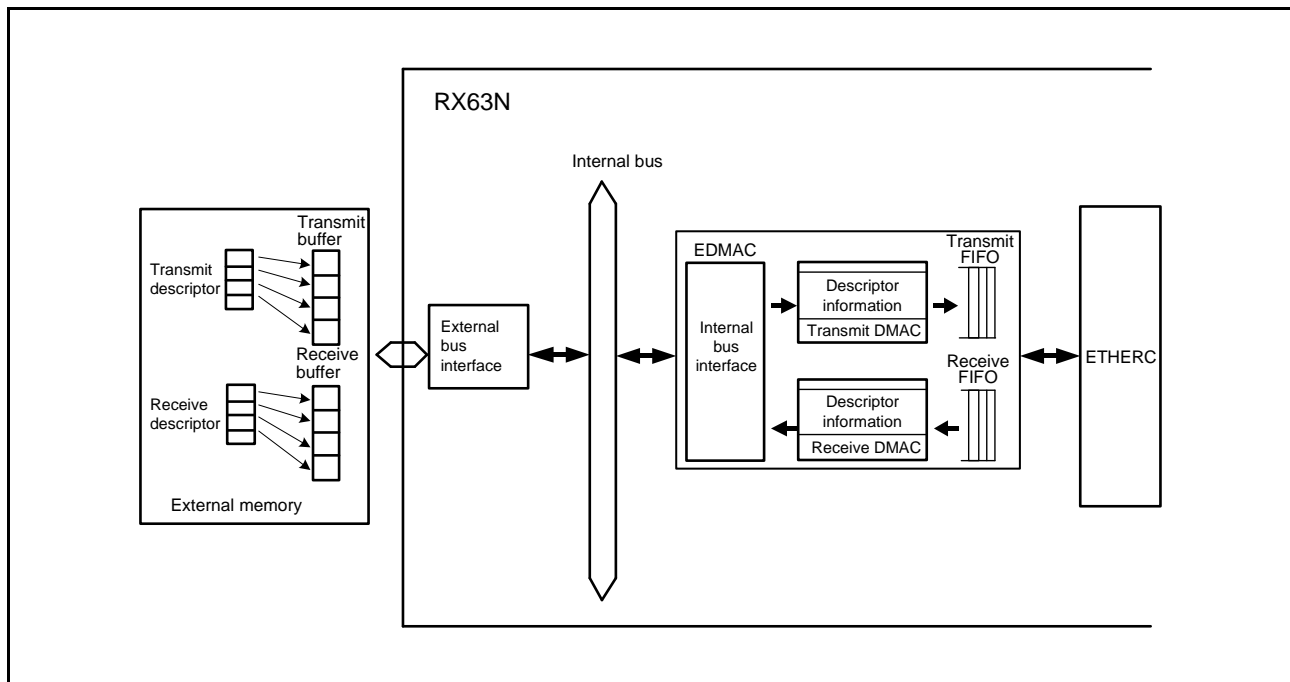 RX63N
Internal bus
Transmit
buffer
Transmit
descriptor
Receive
buffer
Receive
descriptor
External memory
External
bus
interface
EDMAC
Internal
bus
interface
Descriptor
information
Transmit DMAC
Transmit
FIFO
Descriptor
information
Receive DMAC
Receive
FIFO
ETHERC